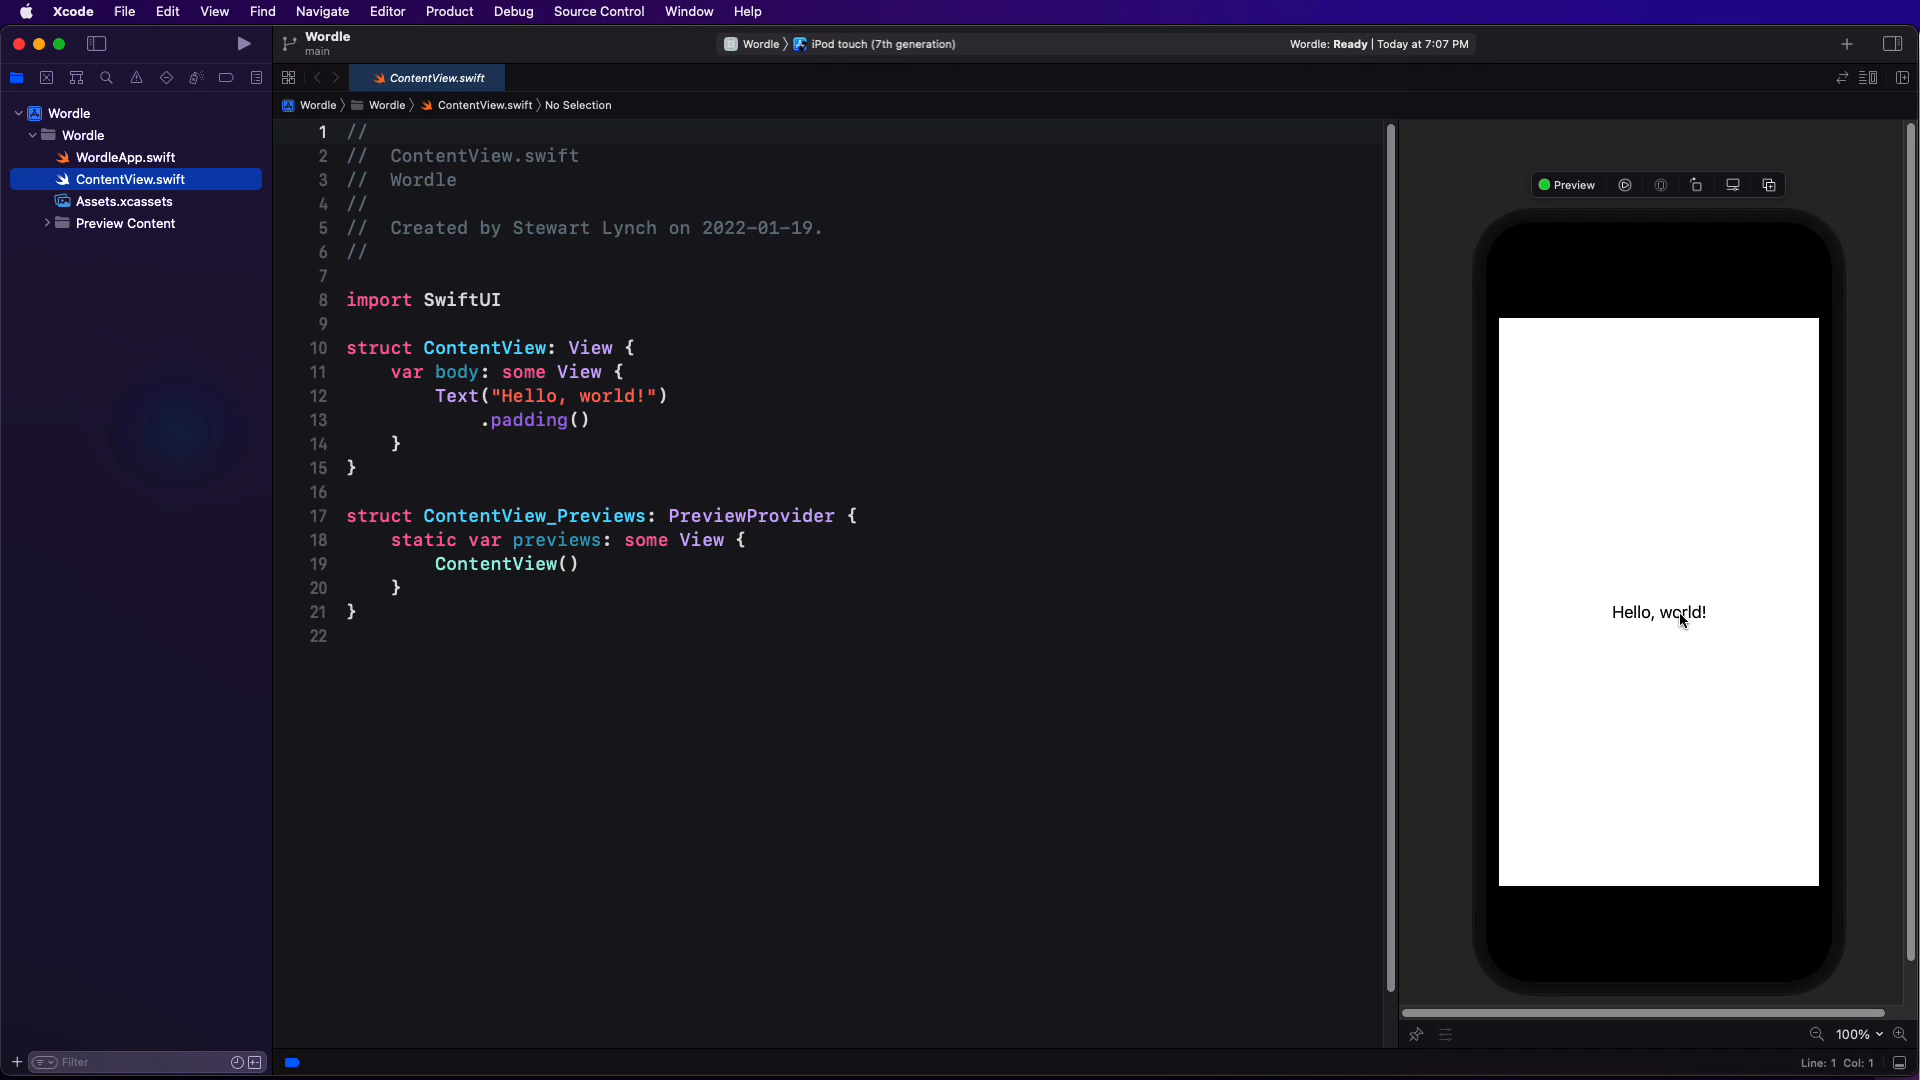 Xcode File Edit View Find Navigate Editor Product Debug Source Control Window Help
Wordle
main
Wordle iPod touch (7th generation)
Wordle: Ready | Today at 7:07 PM
ContentView.swift
Wordle Wordle ContentView.swift No Selection
Wordle
Wordle
WordleApp.swift
ContentView.swift
Assets.xcassets
Preview Content
1 //
2 //  ContentView.swift
3 //  Wordle
4 //
5 //  Created by Stewart Lynch on 2022-01-19.
6 //
7
8 import SwiftUI
9
10 struct ContentView: View {
11     var body: some View {
12         Text("Hello, world!")
13             .padding()
14     }
15 }
16
17 struct ContentView_Previews: PreviewProvider {
18     static var previews: some View {
19         ContentView()
20     }
21 }
22
Preview
Hello, world!
100%
Filter
Line: 1 Col: 1